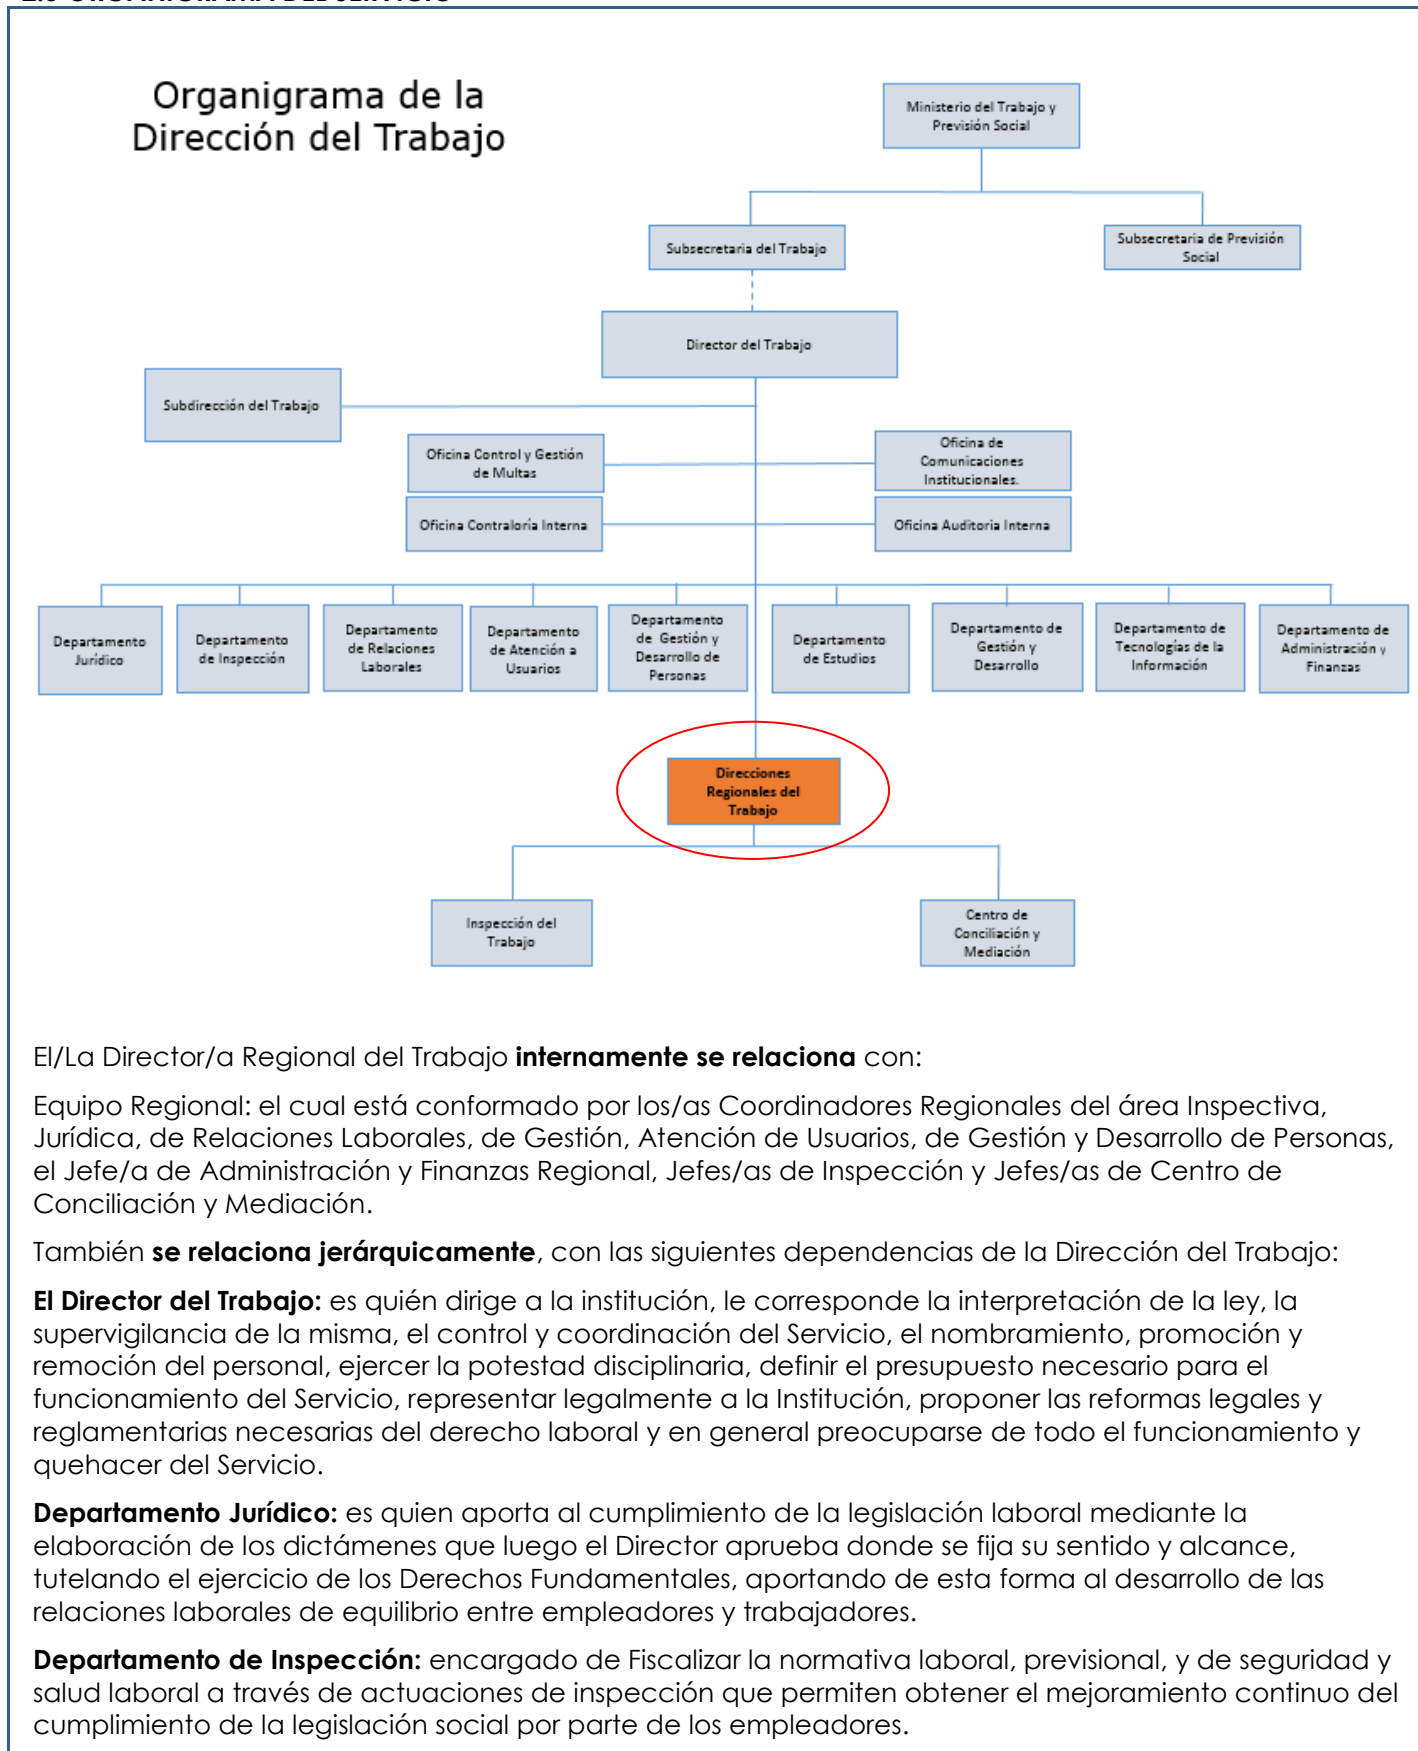 2.6 ORGANIGRAMA DEL SERVICIO
Organigrama de la
Dirección del Trabajo
Ministerio del Trabajo y
Previsión Social
Subsecretaria del Trabajo
Subsecretaria de Previsión
Social
Director del Trabajo
Subdirección del Trabajo
Oficina Control y Gestión
de Multas
Oficina de
Comunicaciones
Institucionales.
Oficina Contraloría Interna
Oficina Auditoria Interna
Departamento
Jurídico
Departamento
de Inspección
Departamento
de Relaciones
Laborales
Departamento
de Atención a
Usuarios
Departamento
de Gestión y
Desarrollo de
Personas
Departamento
de Estudios
Departamento de
Gestión y
Desarrollo
Departamento de
Tecnologías de la
Información
Departamento de
Administración y
Finanzas
Direcciones
Regionales del
Trabajo
Inspección del
Trabajo
Centro de
Conciliación y
Mediación
El/La Director/a Regional del Trabajo internamente se relaciona con:
Equipo Regional: el cual está conformado por los/as Coordinadores Regionales del área Inspectiva,
Jurídica, de Relaciones Laborales, de Gestión, Atención de Usuarios, de Gestión y Desarrollo de Personas,
el Jefe/a de Administración y Finanzas Regional, Jefes/as de Inspección y Jefes/as de Centro de
Conciliación y Mediación.
También se relaciona jerárquicamente, con las siguientes dependencias de la Dirección del Trabajo:
El Director del Trabajo: es quién dirige a la institución, le corresponde la interpretación de la ley, la
supervigilancia de la misma, el control y coordinación del Servicio, el nombramiento, promoción y
remoción del personal, ejercer la potestad disciplinaria, definir el presupuesto necesario para el
funcionamiento del Servicio, representar legalmente a la Institución, proponer las reformas legales y
reglamentarias necesarias del derecho laboral y en general preocuparse de todo el funcionamiento y
quehacer del Servicio.
Departamento Jurídico: es quien aporta al cumplimiento de la legislación laboral mediante la
elaboración de los dictámenes que luego el Director aprueba donde se fija su sentido y alcance,
tutelando el ejercicio de los Derechos Fundamentales, aportando de esta forma al desarrollo de las
relaciones laborales de equilibrio entre empleadores y trabajadores.
Departamento de Inspección: encargado de Fiscalizar la normativa laboral, previsional, y de seguridad y
salud laboral a través de actuaciones de inspección que permiten obtener el mejoramiento continuo del
cumplimiento de la legislación social por parte de los empleadores.